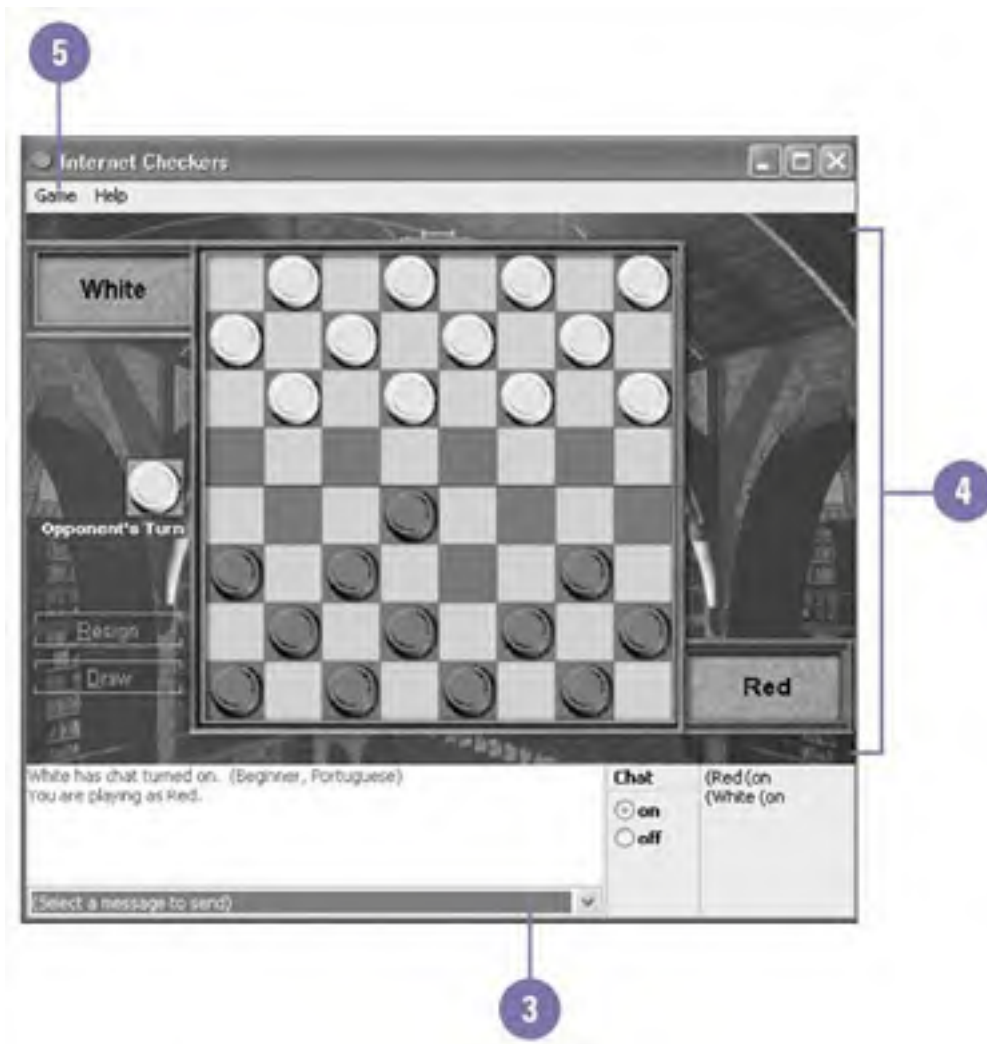 5
Internet Checkers
Game Help
White
4
Opponent's Turn
Resign
Draw
Red
White has chat turned on. (Beginner, Portuguese)
You are playing as Red.
Chat
on
off
(Red (on
(White (on
(Select a message to send)
3